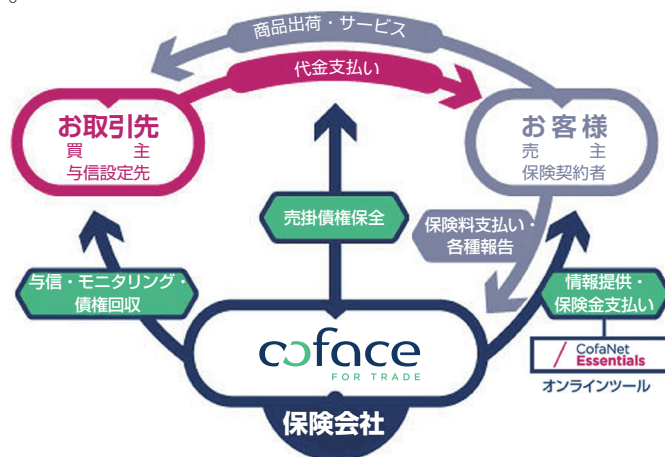 。
商品出荷・サービス
代金支払い
お取引先
買 主
与信設定先
お客様
売 主
保険契約者
売掛債権保全
保険料支払い・
各種報告
与信・モニタリング・
債権回収
情報提供・
保険金支払い
coface
FOR TRADE
CofaNet
Essentials
オンラインツール
保険会社